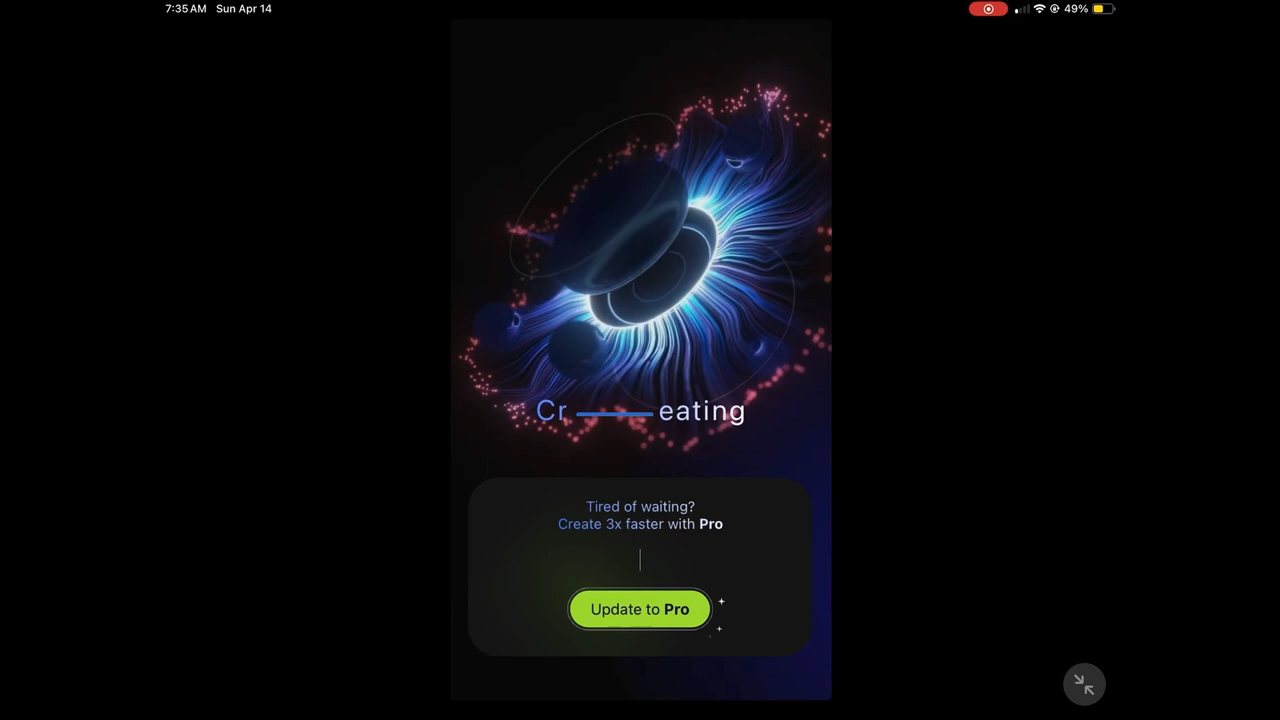 7:35 AM Sun Apr 14
49%
Cr eating
Tired of waiting?
Create 3x faster with Pro
Update to Pro